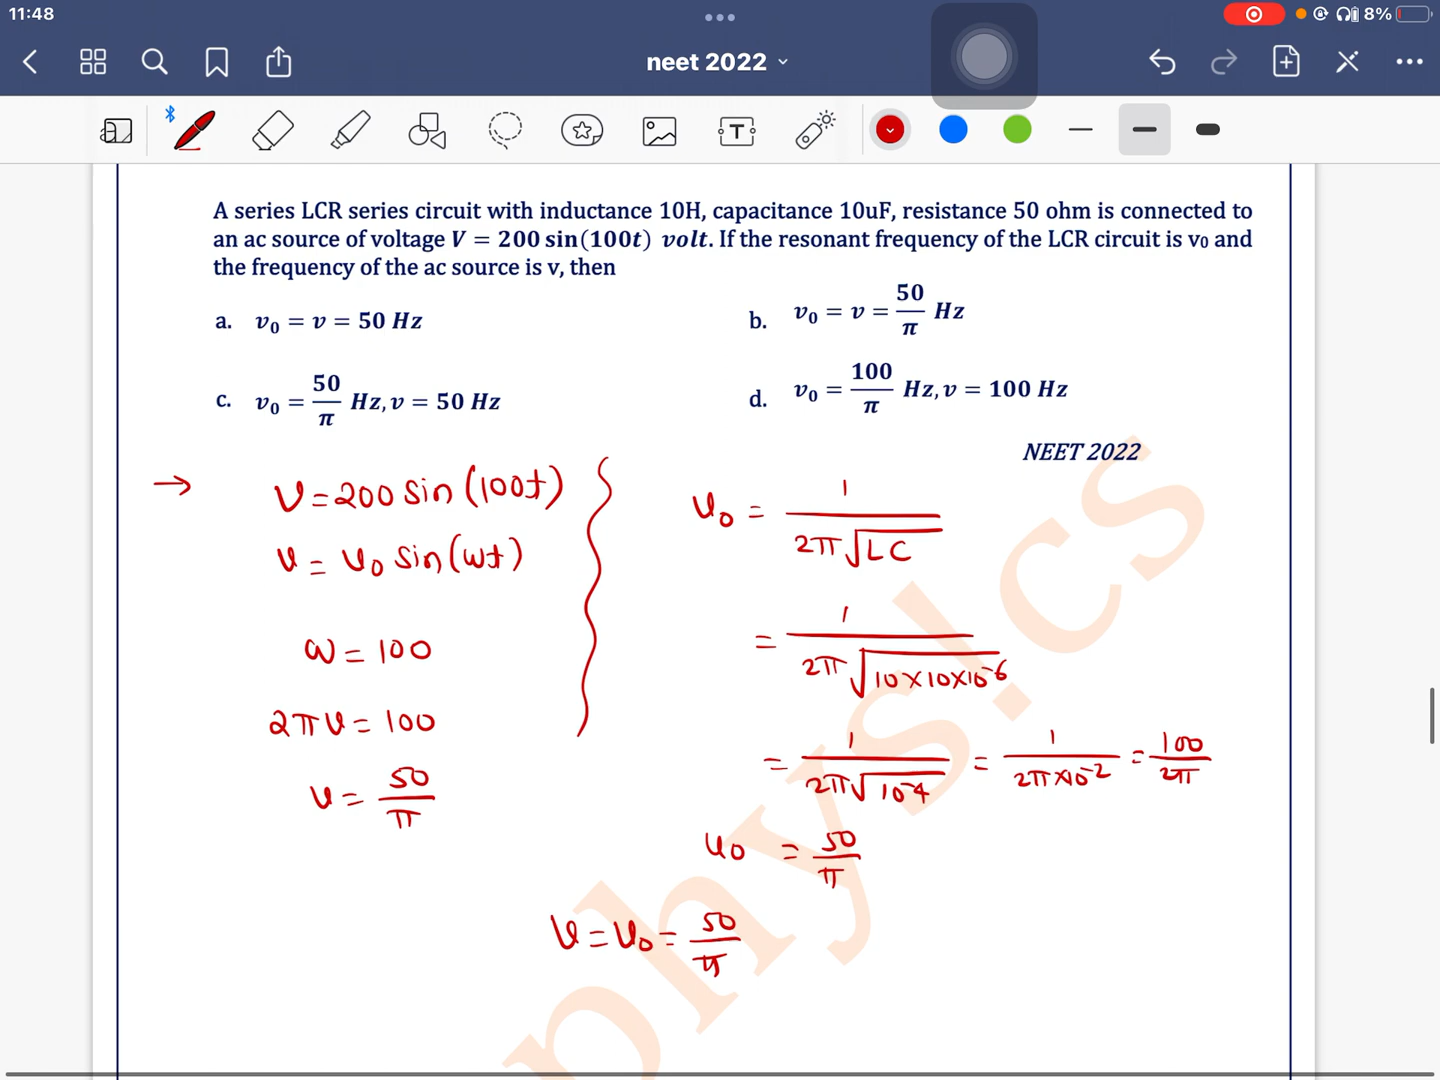 11:48
8%
neet 2022
T
A series LCR series circuit with inductance 10H, capacitance 10uF, resistance 50 ohm is connected to
an ac source of voltage V = 200 sin(100t) volt. If the resonant frequency of the LCR circuit is v₀ and
the frequency of the ac source is v, then
a. v₀ = v = 50 Hz
b. v₀ = v = 50/π Hz
c. v₀ = 50/π Hz, v = 50 Hz
d. v₀ = 100/π Hz, v = 100 Hz
NEET 2022
→ V = 200 sin (100t)
V = V₀ sin (ωt)
ω = 100
2πν = 100
ν = 50/π
ν₀ = 1/2π√LC
= 1/2π√10×10×10⁻⁶
= 1/2π√10⁻⁴ = 1/2π×10⁻² = 100/2π
ν₀ = 50/π
ν = ν₀ = 50/π
phys!cs